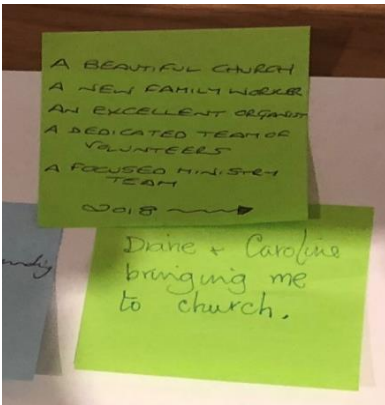 A BEAUTIFUL CHURCH
A NEW FAMILY WORKER
AN EXCELLENT ORGANIST
A DEDICATED TEAM OF
VOLUNTEERS
A FOCUSED MINISTRY
TEAM
2018
Diane + Caroline
bringing me
to church.